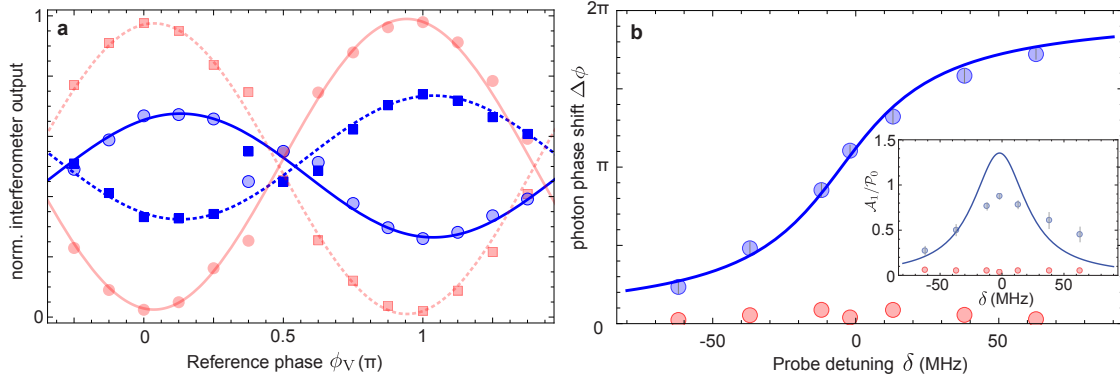 a
norm. interferometer output
1
0
0
0.5
1
Reference phase ϕ_V (π)
b
photon phase shift Δϕ
2π
π
0
-50
0
50
Probe detuning δ (MHz)
𝒜₁/𝒫₀
1.5
1
0.5
0
-50
0
50
δ (MHz)